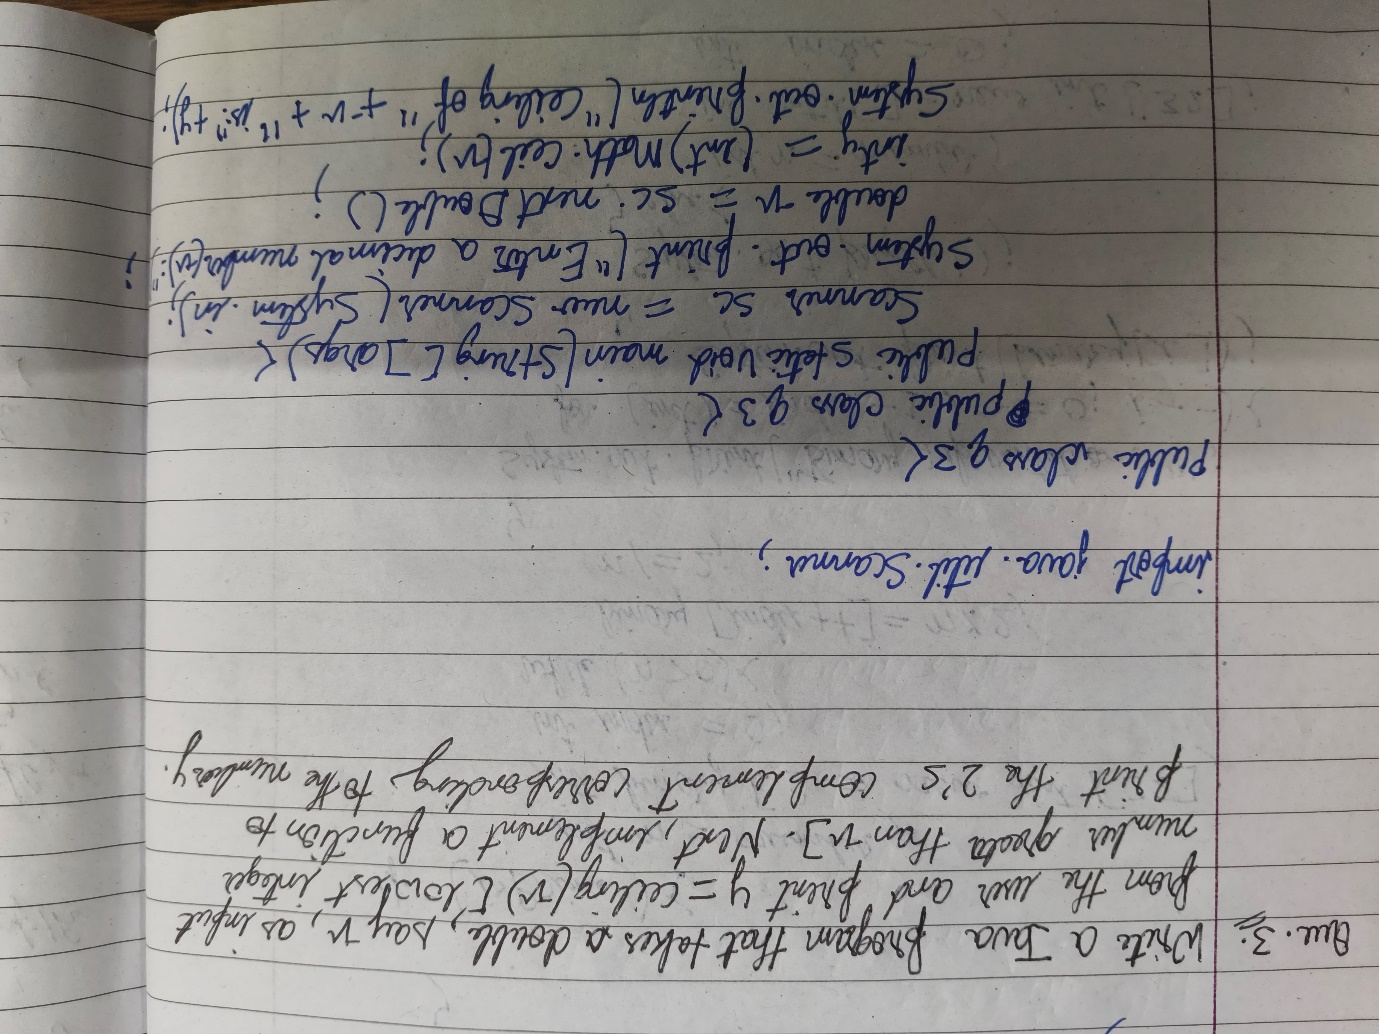 Que. 3: Write a Java program that takes a double, say v, as input
from the user and print y = ceiling(v) [lowest integer
number greater than v]. Next, implement a function to
print the 2's complement corresponding to the number y.
import java.util.Scanner;
Public class q3{
public class q3{
Public static void main(String[] args){
Scanner sc = new Scanner(System.in);
System.out.print("Enter a decimal number(v):");
double v = sc.nextDouble();
int y = (int)Math.ceil(v);
System.out.println("Ceiling of " + v + " is:" + y);